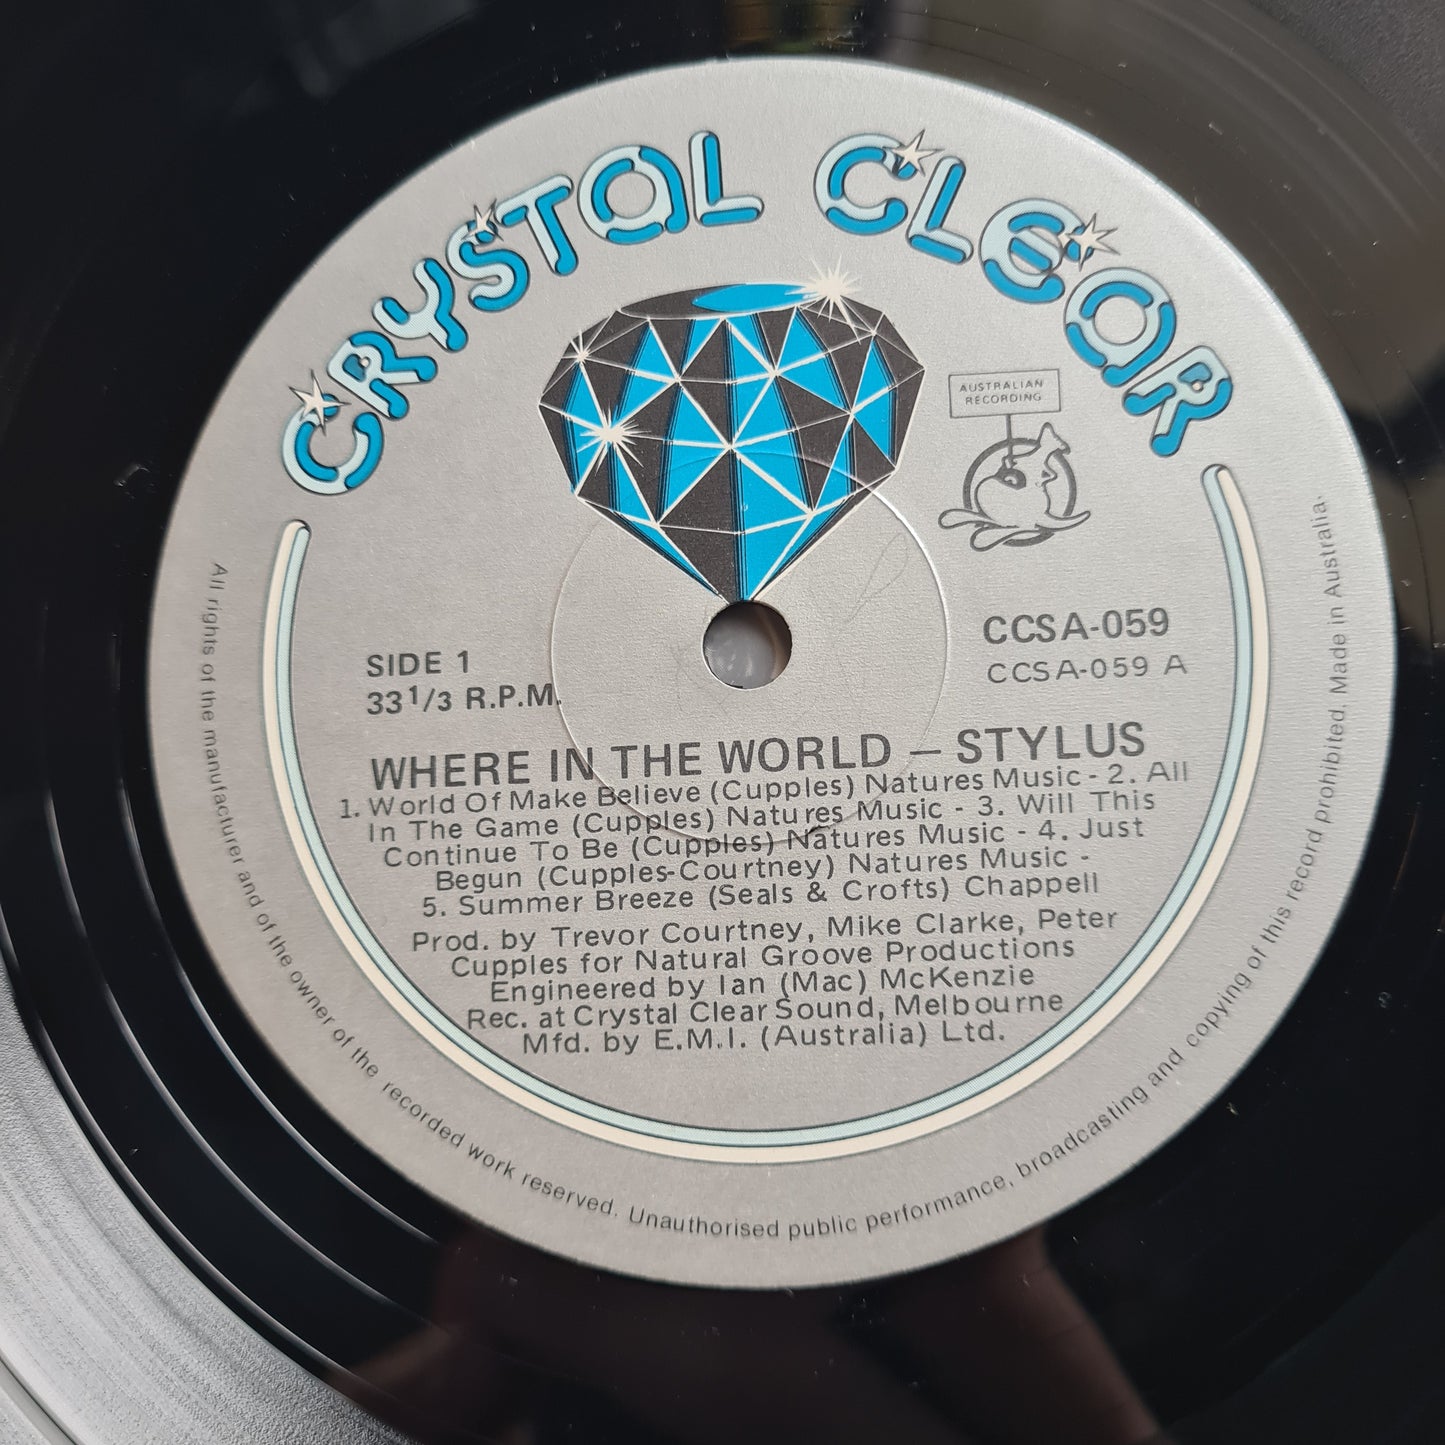 CRYSTAL CLEAR
AUSTRALIAN
RECORDING
CCSA-059
CCSA-059 A
SIDE 1
33 1/3 R.P.M.
WHERE IN THE WORLD – STYLUS
1. World Of Make Believe (Cupples) Natures Music - 2. All
In The Game (Cupples) Natures Music - 3. Will This
Continue To Be (Cupples) Natures Music - 4. Just
Begun (Cupples-Courtney) Natures Music -
5. Summer Breeze (Seals & Crofts) Chappell
Prod. by Trevor Courtney, Mike Clarke, Peter
Cupples for Natural Groove Productions
Engineered by Ian (Mac) McKenzie
Rec. at Crystal Clear Sound, Melbourne
Mfd. by E.M.I. (Australia) Ltd.
All rights of the manufacturer and of the owner of the recorded work reserved. Unauthorised public performance, broadcasting and copying of this record prohibited. Made in Australia.